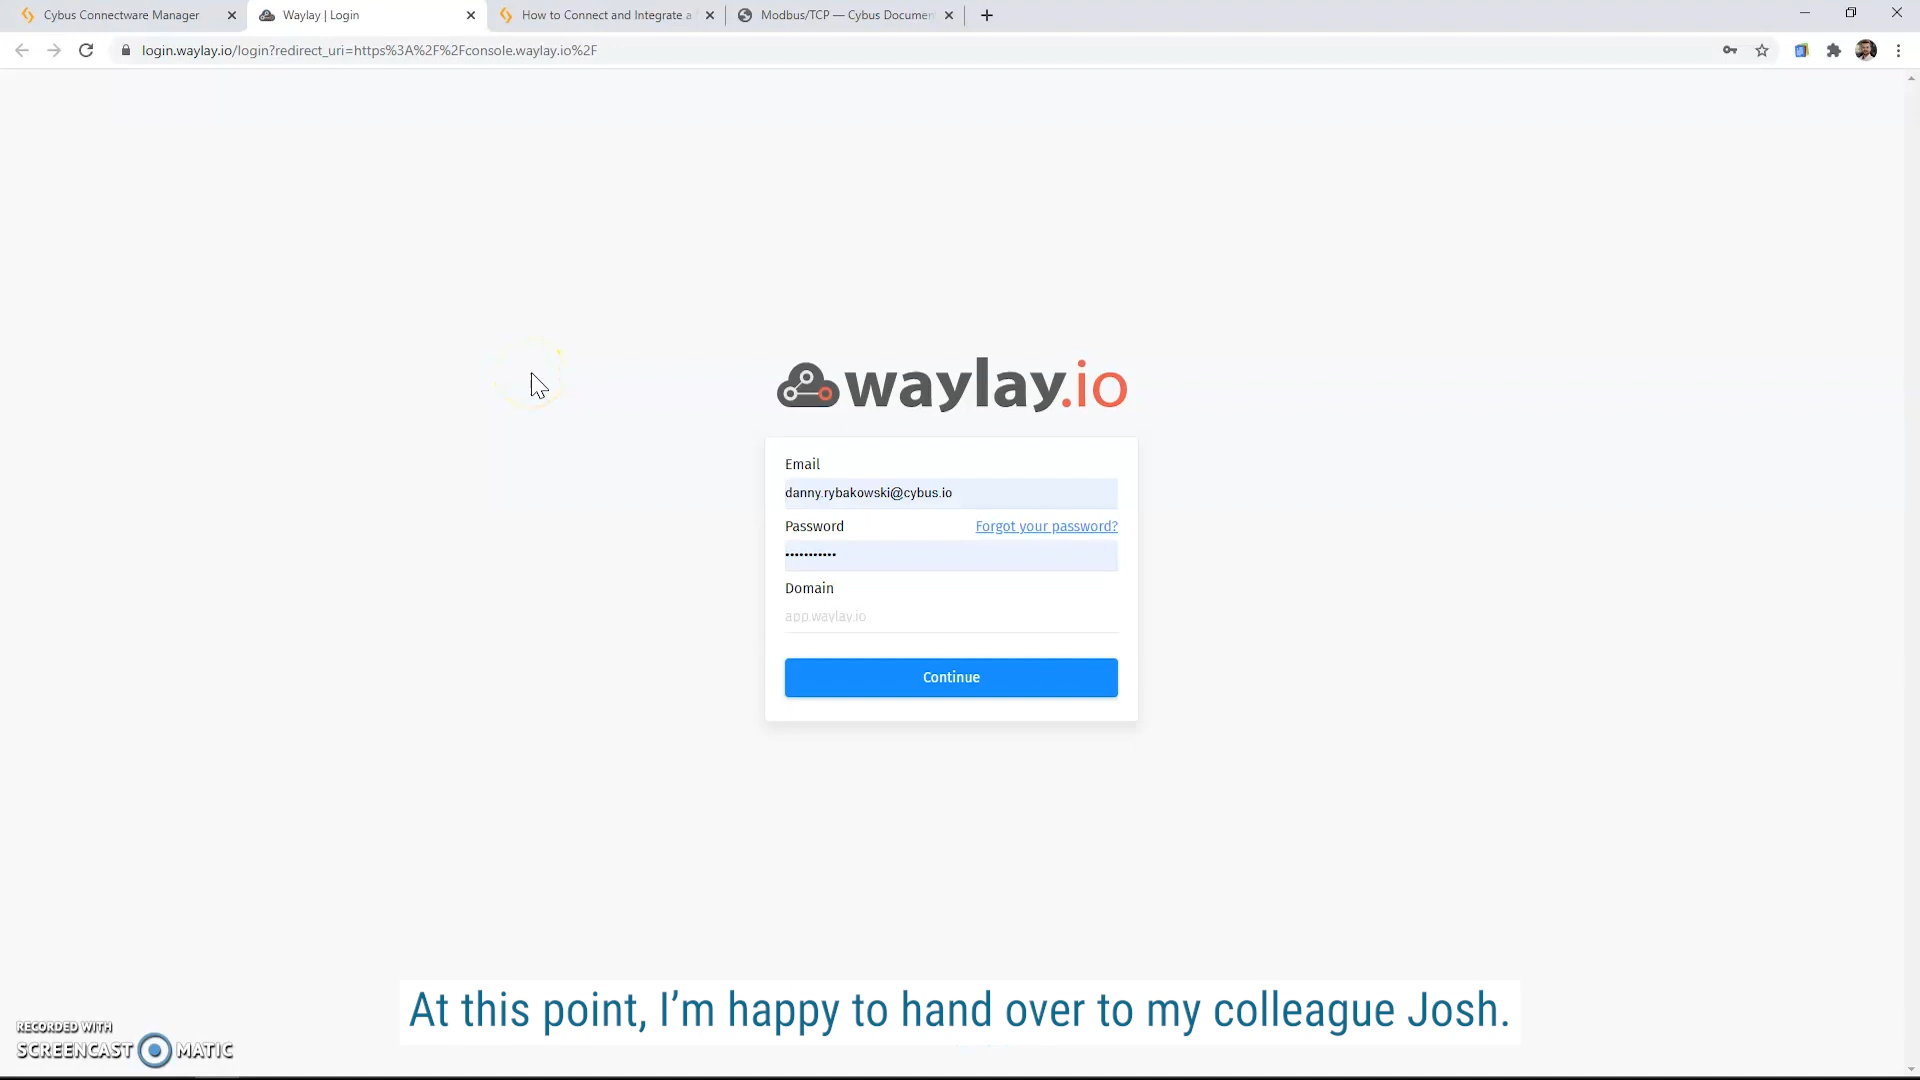 Cybus Connectware Manager
Waylay | Login
How to Connect and Integrate a
Modbus/TCP — Cybus Documen
login.waylay.io/login?redirect_uri=https%3A%2F%2Fconsole.waylay.io%2F
waylay.io
Email
danny.rybakowski@cybus.io
Password
Forgot your password?
•••••••••••
Domain
app.waylay.io
Continue
At this point, I’m happy to hand over to my colleague Josh.
RECORDED WITH
SCREENCAST MATIC